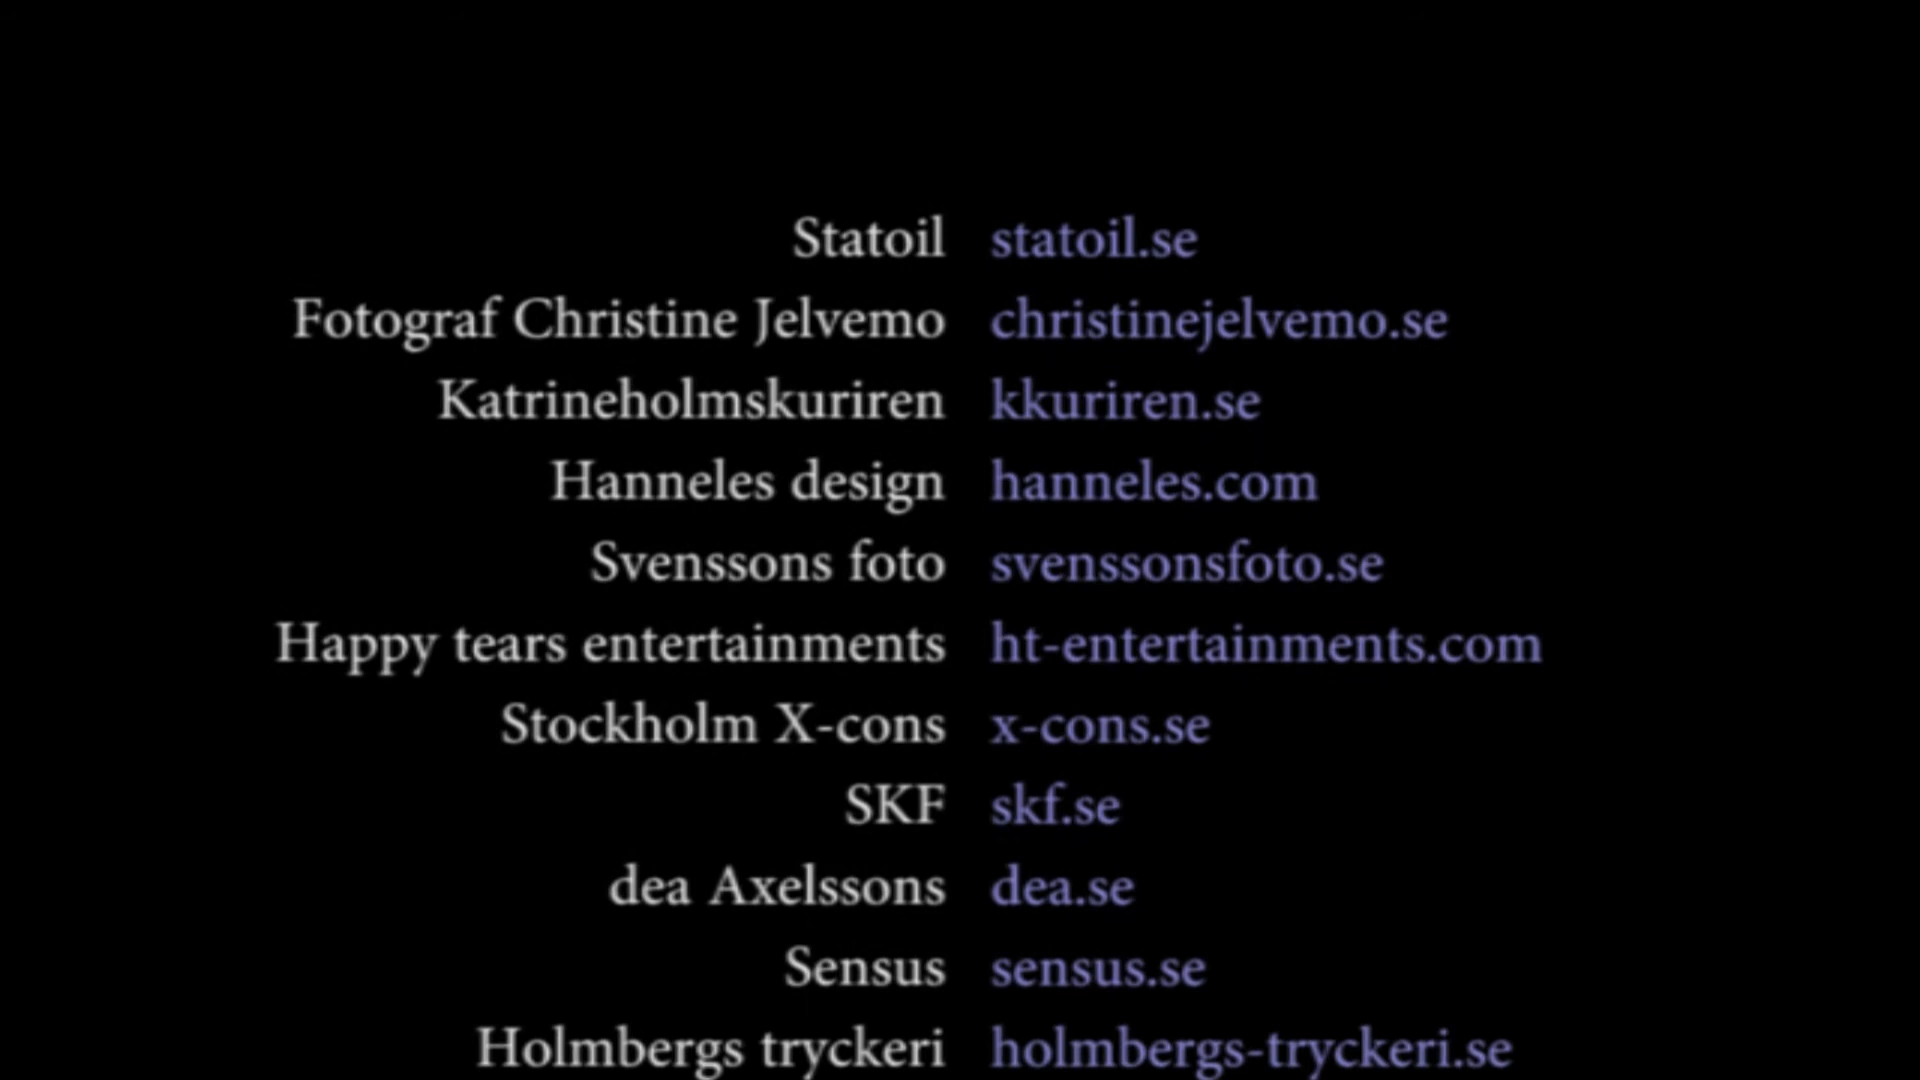 Statoil statoil.se
Fotograf Christine Jelvemo christinejelvemo.se
Katrineholmskuriren kkuriren.se
Hanneles design hanneles.com
Svenssons foto svenssonsfoto.se
Happy tears entertainments ht-entertainments.com
Stockholm X-cons x-cons.se
SKF skf.se
dea Axelssons dea.se
Sensus sensus.se
Holmbergs tryckeri holmbergs-tryckeri.se